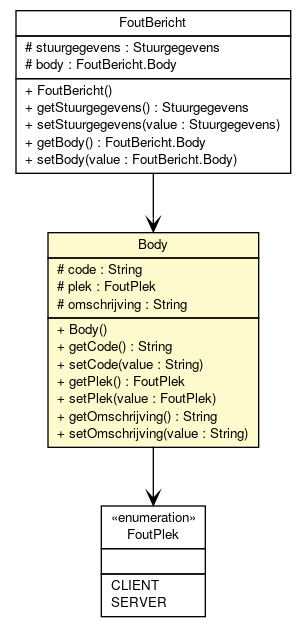 FoutBericht
# stuurgegevens : Stuurgegevens
# body : FoutBericht.Body
+ FoutBericht()
+ getStuurgegevens() : Stuurgegevens
+ setStuurgegevens(value : Stuurgegevens)
+ getBody() : FoutBericht.Body
+ setBody(value : FoutBericht.Body)
Body
# code : String
# plek : FoutPlek
# omschrijving : String
+ Body()
+ getCode() : String
+ setCode(value : String)
+ getPlek() : FoutPlek
+ setPlek(value : FoutPlek)
+ getOmschrijving() : String
+ setOmschrijving(value : String)
«enumeration»
FoutPlek
CLIENT
SERVER